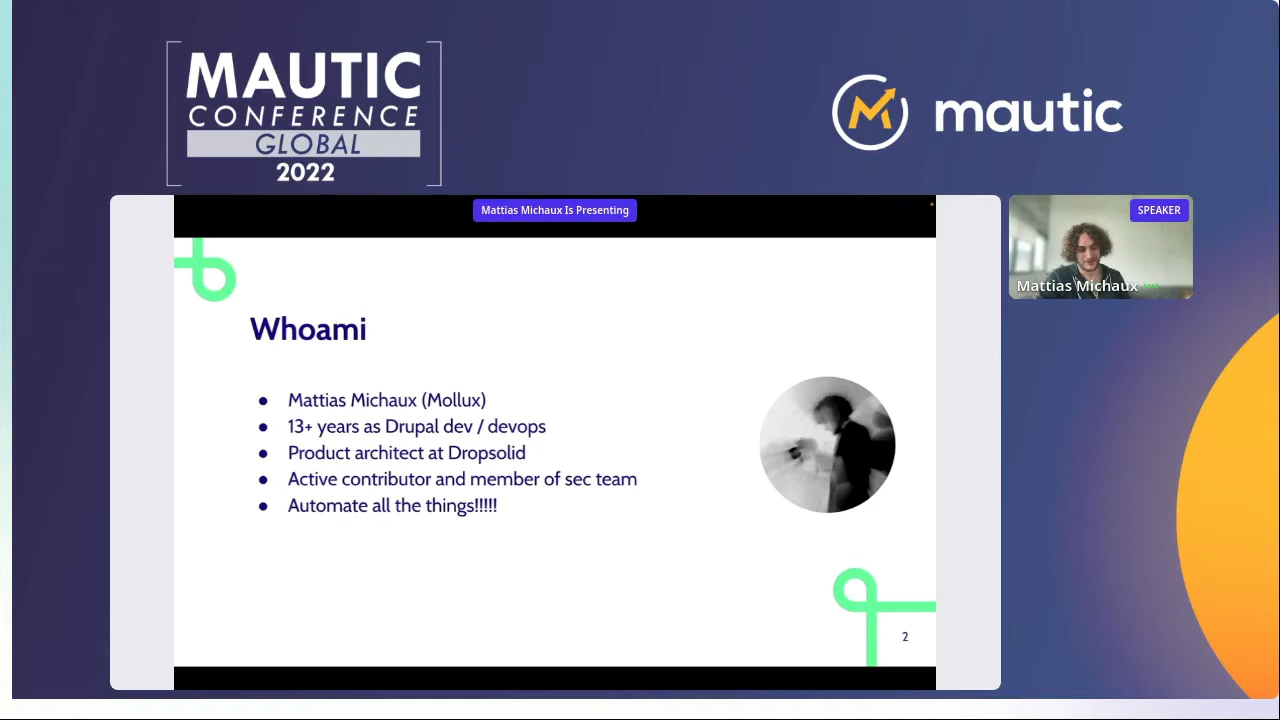 MAUTIC
CONFERENCE
GLOBAL
2022
mautic
Mattias Michaux Is Presenting
SPEAKER
Mattias Michaux
Whoami
● Mattias Michaux (Mollux)
● 13+ years as Drupal dev / devops
● Product architect at Dropsolid
● Active contributor and member of sec team
● Automate all the things!!!!!
2